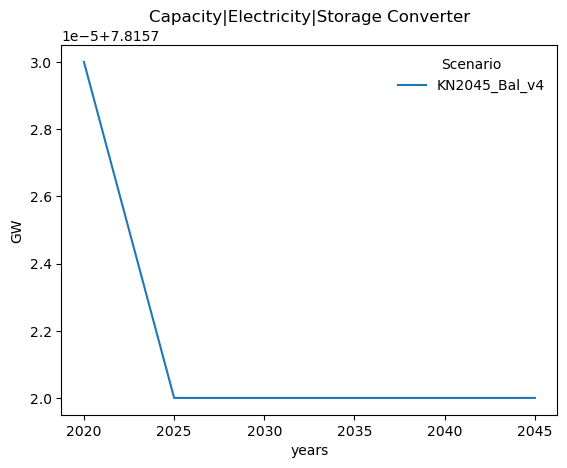 Capacity|Electricity|Storage Converter
1e−5+7.8157
3.0
2.8
2.6
2.4
2.2
2.0
GW
Scenario
KN2045_Bal_v4
2020 2025 2030 2035 2040 2045
years